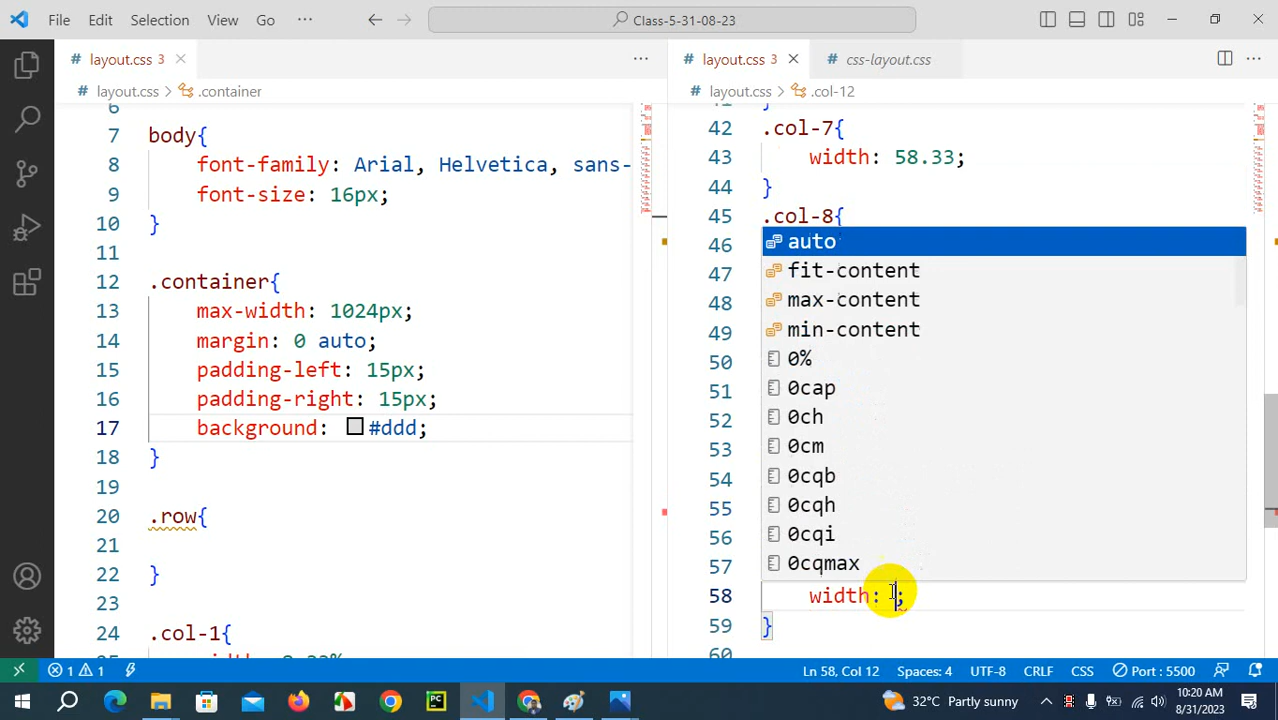 File Edit Selection View Go ··· Class-5-31-08-23
# layout.css 3 ···
# layout.css > .container
6
7 body{
8 font-family: Arial, Helvetica, sans-
9 font-size: 16px;
10 }
11
12 .container{
13 max-width: 1024px;
14 margin: 0 auto;
15 padding-left: 15px;
16 padding-right: 15px;
17 background: #ddd;
18 }
19
20 .row{
21
22 }
23
24 .col-1{
# layout.css 3 # css-layout.css ···
# layout.css > .col-12
42 .col-7{
43 width: 58.33;
44 }
45 .col-8{
46
47
48
49
50
51
52
53
54
55
56
57
auto
fit-content
max-content
min-content
0%
0cap
0ch
0cm
0cqb
0cqh
0cqi
0cqmax
58 width: ;
59 }
60
1 1 Ln 58, Col 12 Spaces: 4 UTF-8 CRLF CSS Port : 5500
32°C Partly sunny 10:20 AM
8/31/2023